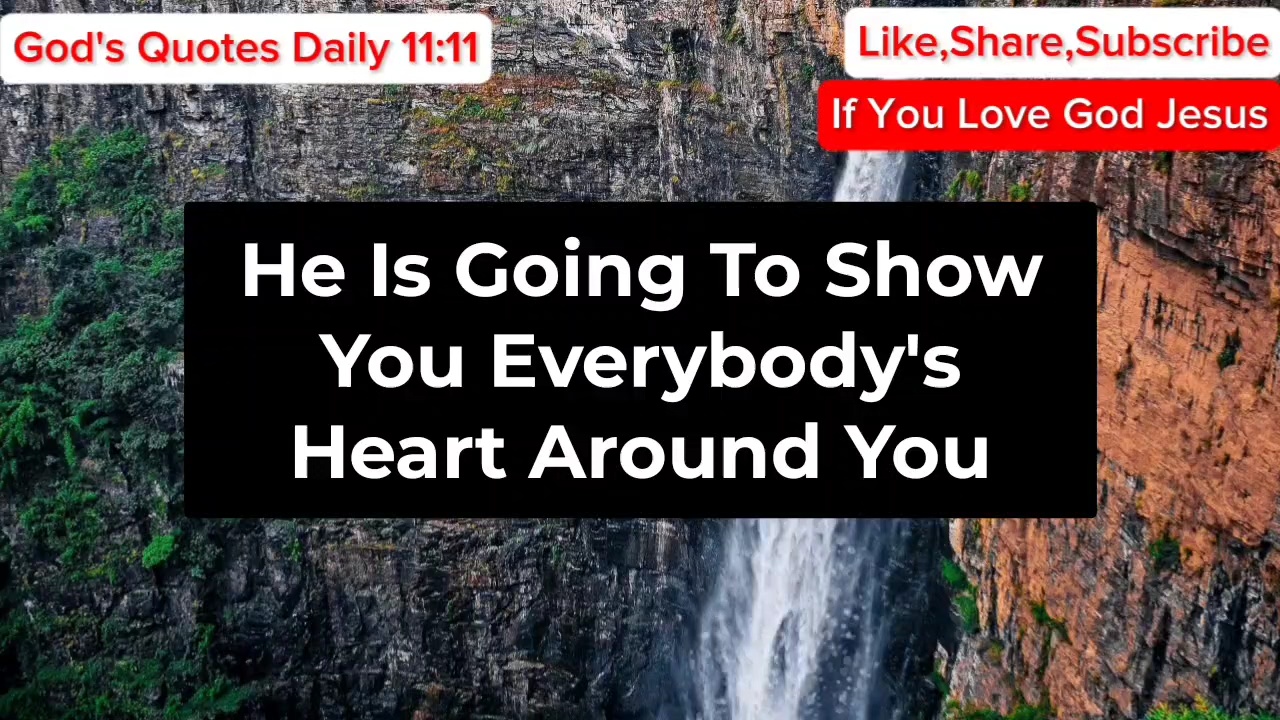 God's Quotes Daily 11:11
Like,Share,Subscribe
If You Love God Jesus
He Is Going To Show
You Everybody's
Heart Around You